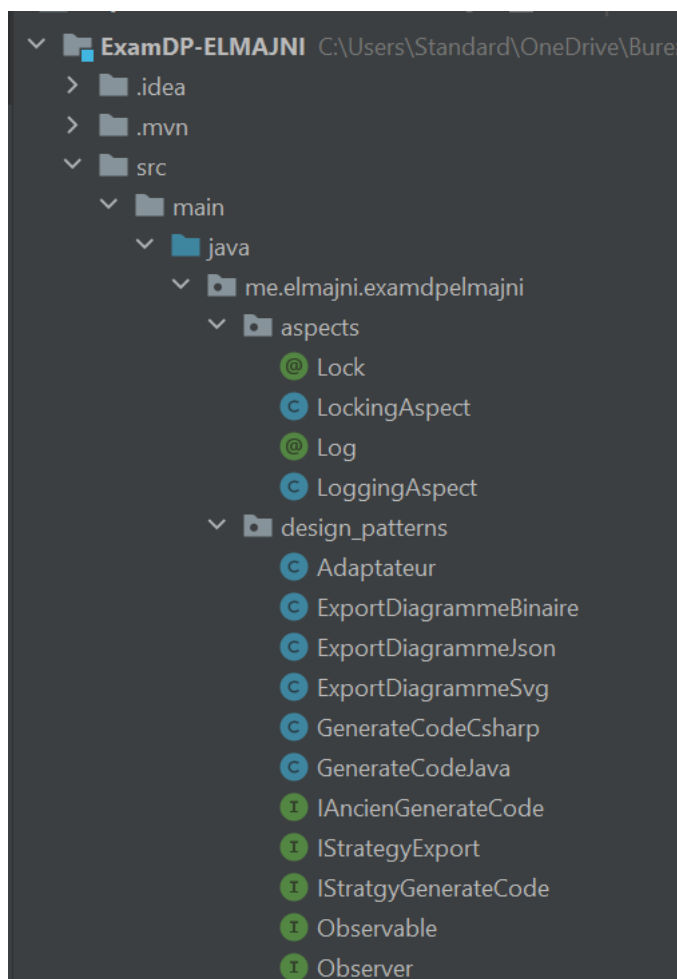 ExamDP-ELMAJNI C:\Users\Standard\OneDrive\Bure
.idea
.mvn
src
main
java
me.elmajni.examdpelmajni
aspects
@ Lock
C LockingAspect
@ Log
C LoggingAspect
design_patterns
C Adaptateur
C ExportDiagrammeBinaire
C ExportDiagrammeJson
C ExportDiagrammeSvg
C GenerateCodeCsharp
C GenerateCodeJava
I IAncienGenerateCode
I IStrategyExport
I IStratgyGenerateCode
I Observable
I Observer